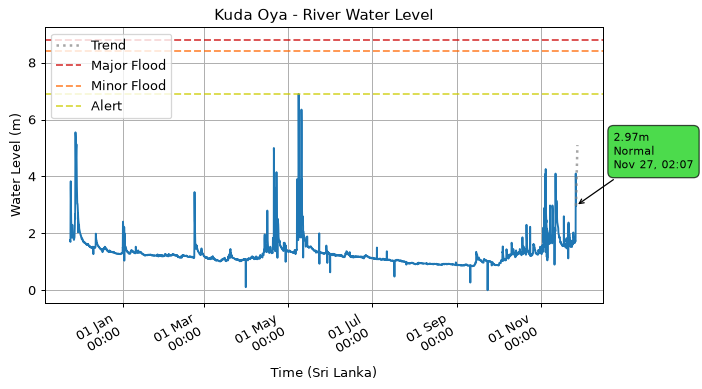 Kuda Oya - River Water Level
Trend
Major Flood
Minor Flood
Alert
8
6
4
2
0
Water Level (m)
2.97m
Normal
Nov 27, 02:07
01 Jan
00:00
01 Mar
00:00
01 May
00:00
01 Jul
00:00
01 Sep
00:00
01 Nov
00:00
Time (Sri Lanka)